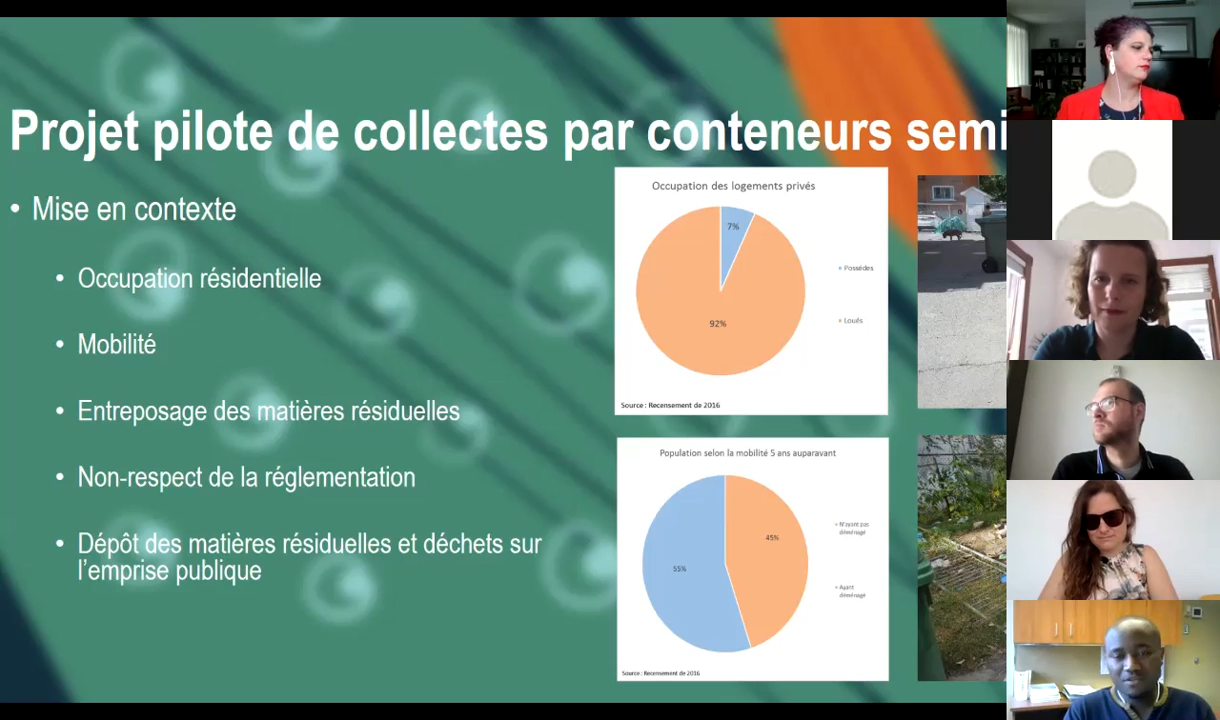 Projet pilote de collectes par conteneurs semi
• Mise en contexte
• Occupation résidentielle
• Mobilité
• Entreposage des matières résiduelles
• Non-respect de la réglementation
• Dépôt des matières résiduelles et déchets sur
l'emprise publique
Occupation des logements privés
7%
92%
Possédés
Loués
Source : Recensement de 2016
Population selon la mobilité 5 ans auparavant
45%
55%
N'ayant pas
déménagé
Ayant
déménagé
Source : Recensement de 2016